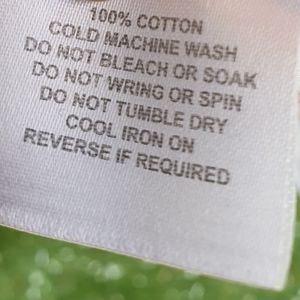 100% COTTON
COLD MACHINE WASH
DO NOT BLEACH OR SOAK
DO NOT WRING OR SPIN
DO NOT TUMBLE DRY
COOL IRON ON
REVERSE IF REQUIRED